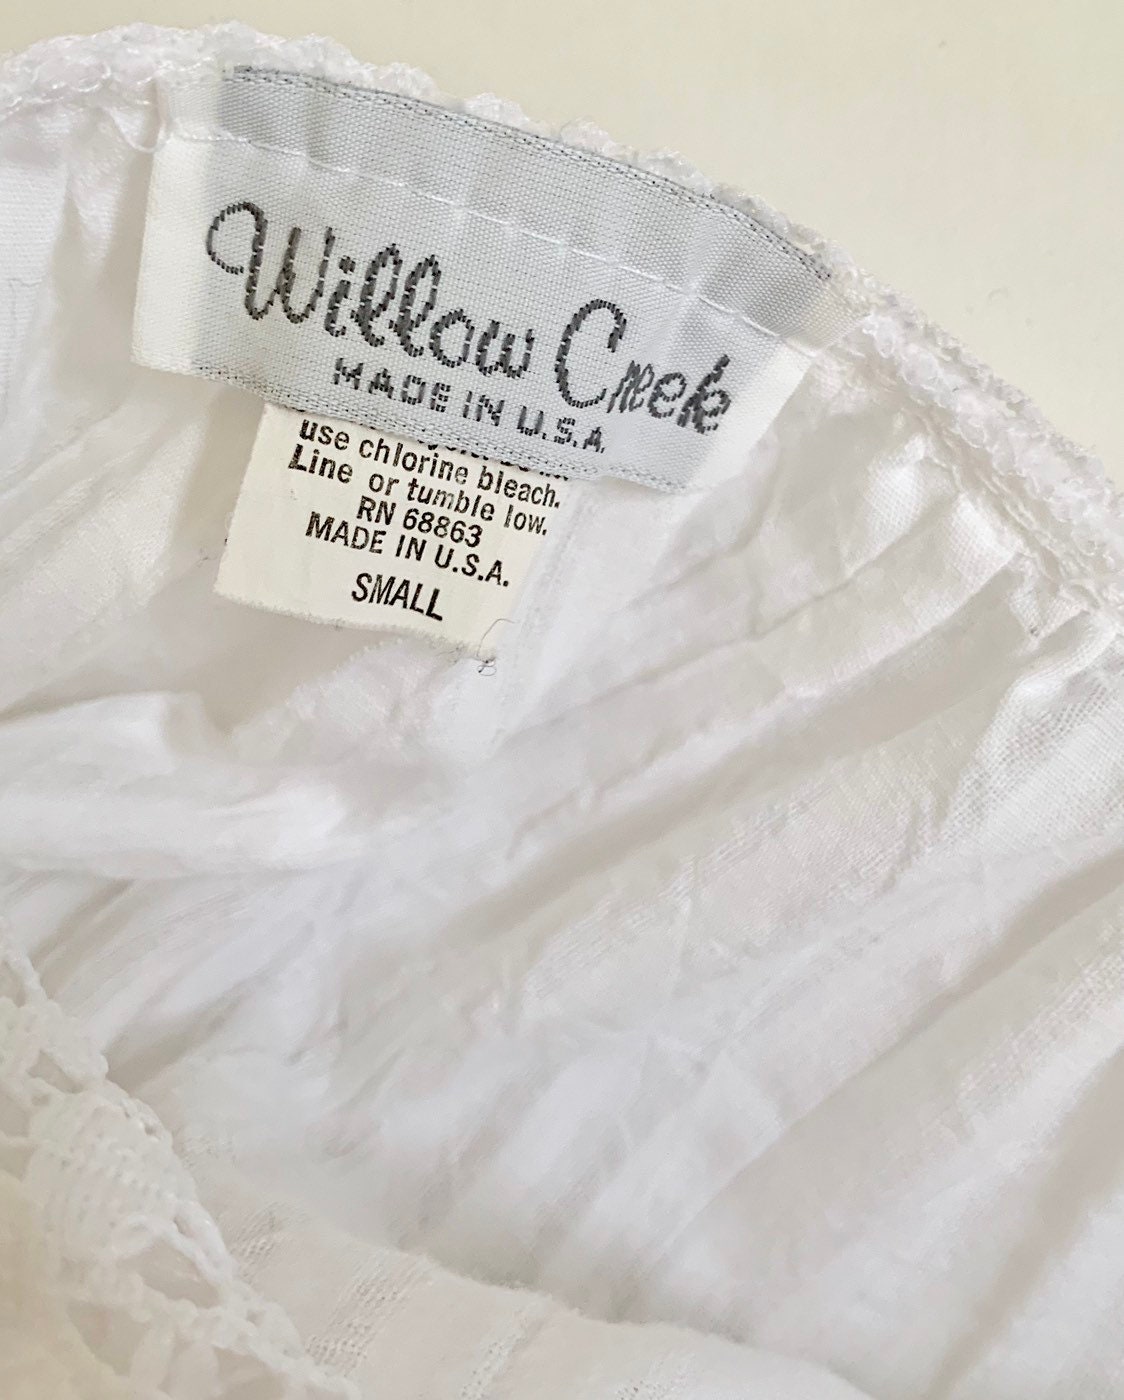 Willow Creek
MADE IN U.S.A.
use chlorine bleach.
Line or tumble low.
RN 68863
MADE IN U.S.A.
SMALL